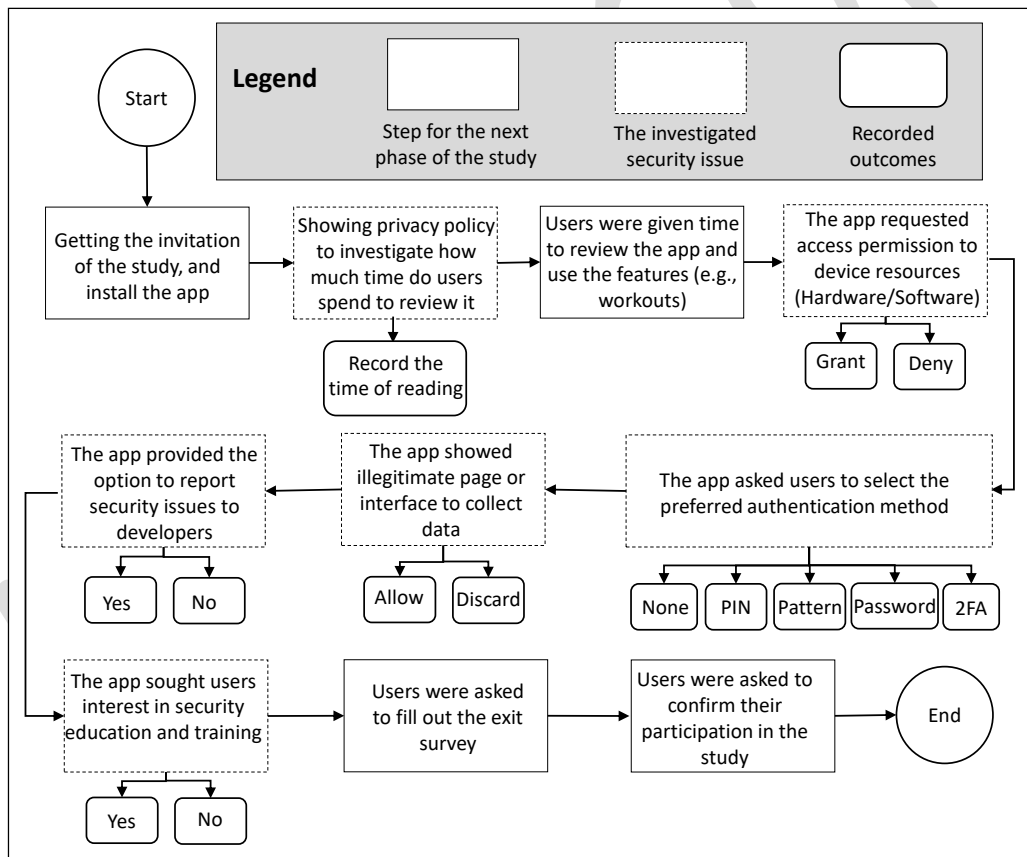 Start
Legend
Step for the next
phase of the study
The investigated
security issue
Recorded
outcomes
Getting the invitation
of the study, and
install the app
Showing privacy policy
to investigate how
much time do users
spend to review it
Record the
time of reading
Users were given time
to review the app and
use the features (e.g.,
workouts)
The app requested
access permission to
device resources
(Hardware/Software)
Grant
Deny
The app asked users to select the
preferred authentication method
None
PIN
Pattern
Password
2FA
The app showed
illegitimate page or
interface to collect
data
Allow
Discard
The app provided the
option to report
security issues to
developers
Yes
No
The app sought users
interest in security
education and training
Yes
No
Users were asked
to fill out the exit
survey
Users were asked to
confirm their
participation in the
study
End